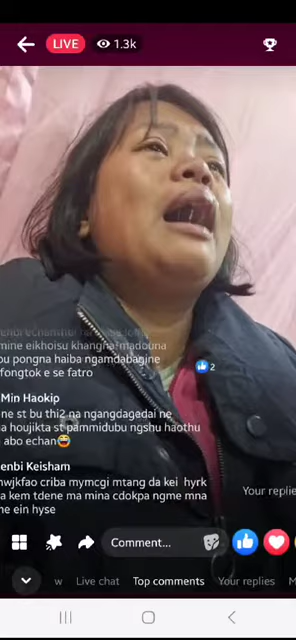 LIVE 1.3k
mine eikhoisu khangha madouna
ou pongna haiba ngamdabagine
fongtok e se fatro
2
Min Haokip
ne st bu thi2 na ngangdagedai ne
a houjikta st pammidubu ngshu haothu
abo echan😂
enbi Keisham
nwjkfao criba mymcgi mtang da kei hyrk
a kem tdene ma mina cdokpa ngme mna
ne ein hyse
Your replie
Comment...
w Live chat Top comments Your replies M